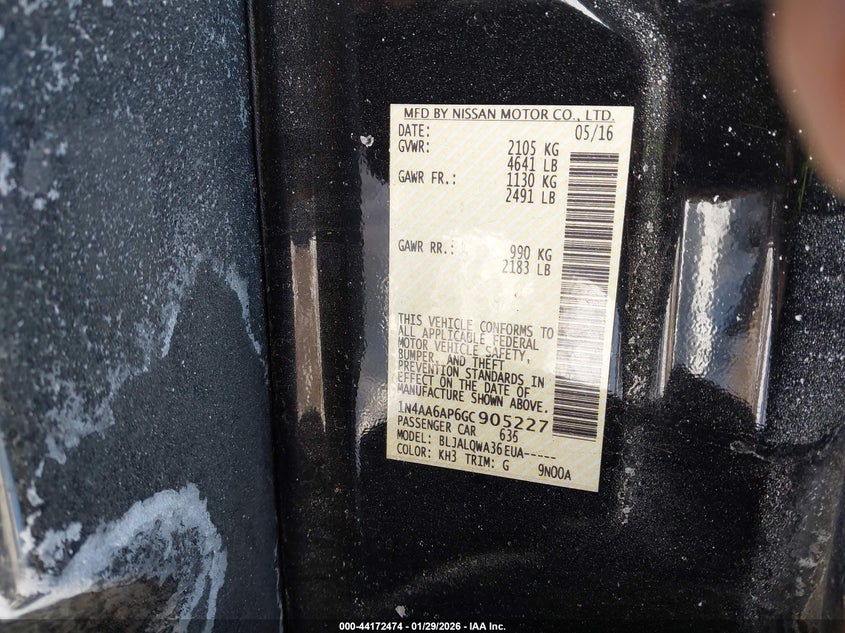 MFD BY NISSAN MOTOR CO., LTD.
DATE: 05/16
GVWR: 2105 KG
4641 LB
GAWR FR.: 1130 KG
2491 LB
GAWR RR.: 990 KG
2183 LB
THIS VEHICLE CONFORMS TO
ALL APPLICABLE FEDERAL
MOTOR VEHICLE SAFETY,
BUMPER, AND THEFT
PREVENTION STANDARDS IN
EFFECT ON THE DATE OF
MANUFACTURE SHOWN ABOVE.
1N4AA6AP6GC905227
PASSENGER CAR 636
MODEL: BLJALQWA36EUA-----
COLOR: KH3 TRIM: G 9N00A
000-44172474 | 01/29/2026 - IAA Inc.